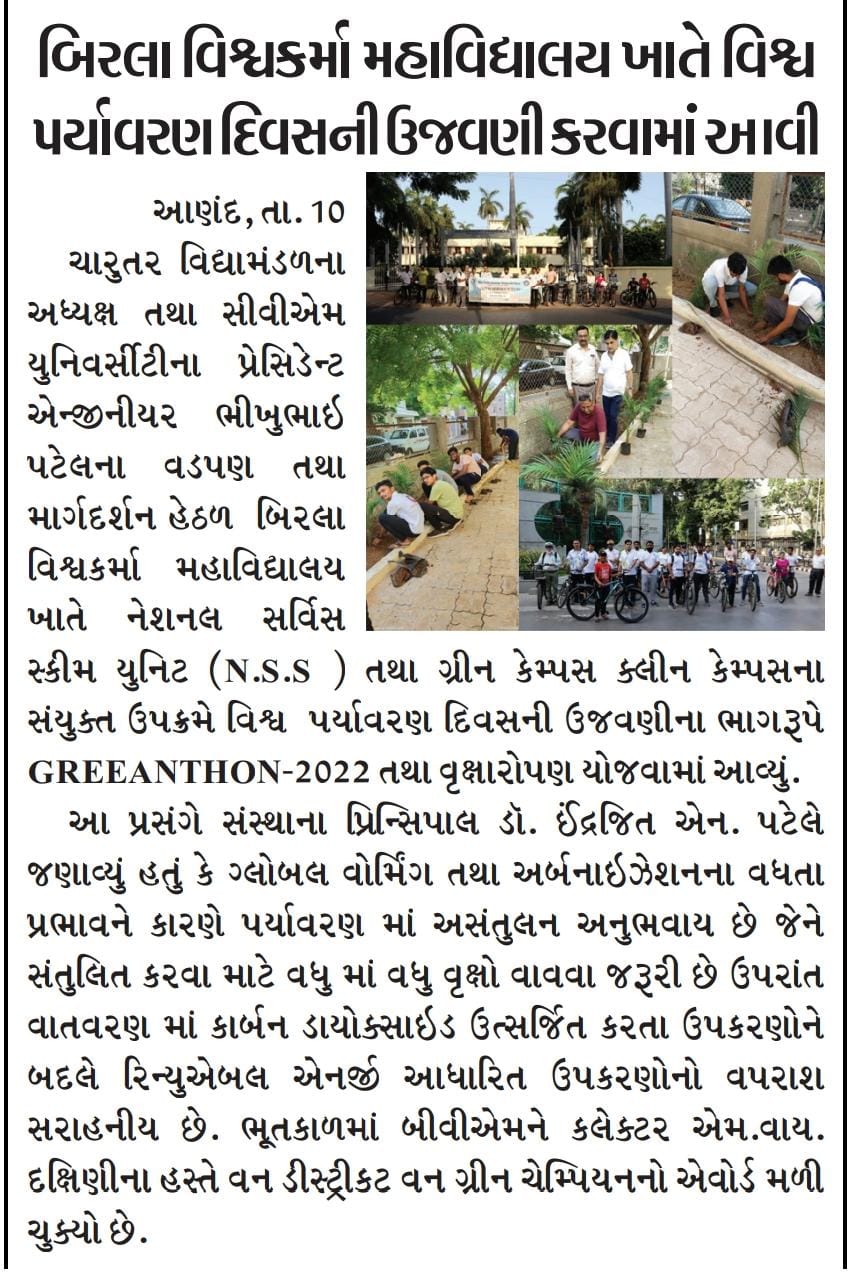 બિરલા વિશ્વકર્મા મહાવિદ્યાલય ખાતે વિશ્વ
પર્યાવરણ દિવસની ઉજવણી કરવામાં આવી
આણંદ, તા. 10
ચારુતર વિદ્યામંડળના
અધ્યક્ષ તથા સીવીએમ
યુનિવર્સીટીના પ્રેસિડેન્ટ
એન્જીનીયર ભીખુભાઇ
પટેલના વડપણ તથા
માર્ગદર્શન હેઠળ બિરલા
વિશ્વકર્મા મહાવિદ્યાલય
ખાતે નેશનલ સર્વિસ
સ્કીમ યુનિટ (N.S.S ) તથા ગ્રીન કેમ્પસ ક્લીન કેમ્પસના
સંયુક્ત ઉપક્રમે વિશ્વ પર્યાવરણ દિવસની ઉજવણીના ભાગરૂપે
GREEANTHON-2022 તથા વૃક્ષારોપણ યોજવામાં આવ્યું.
આ પ્રસંગે સંસ્થાના પ્રિન્સિપાલ ડૉ. ઈંદ્રજિત એન. પટેલે
જણાવ્યું હતું કે ગ્લોબલ વોર્મિંગ તથા અર્બનાઇઝેશનના વધતા
પ્રભાવને કારણે પર્યાવરણ માં અસંતુલન અનુભવાય છે જેને
સંતુલિત કરવા માટે વધુ માં વધુ વૃક્ષો વાવવા જરૂરી છે ઉપરાંત
વાતવરણ માં કાર્બન ડાયોક્સાઇડ ઉત્સર્જિત કરતા ઉપકરણોને
બદલે રિન્યુએબલ એનર્જી આધારિત ઉપકરણોનો વપરાશ
સરાહનીય છે. ભૂતકાળમાં બીવીએમને કલેક્ટર એમ.વાય.
દક્ષિણીના હસ્તે વન ડીસ્ટ્રીકટ વન ગ્રીન ચેમ્પિયનનો એવોર્ડ મળી
ચુક્યો છે.